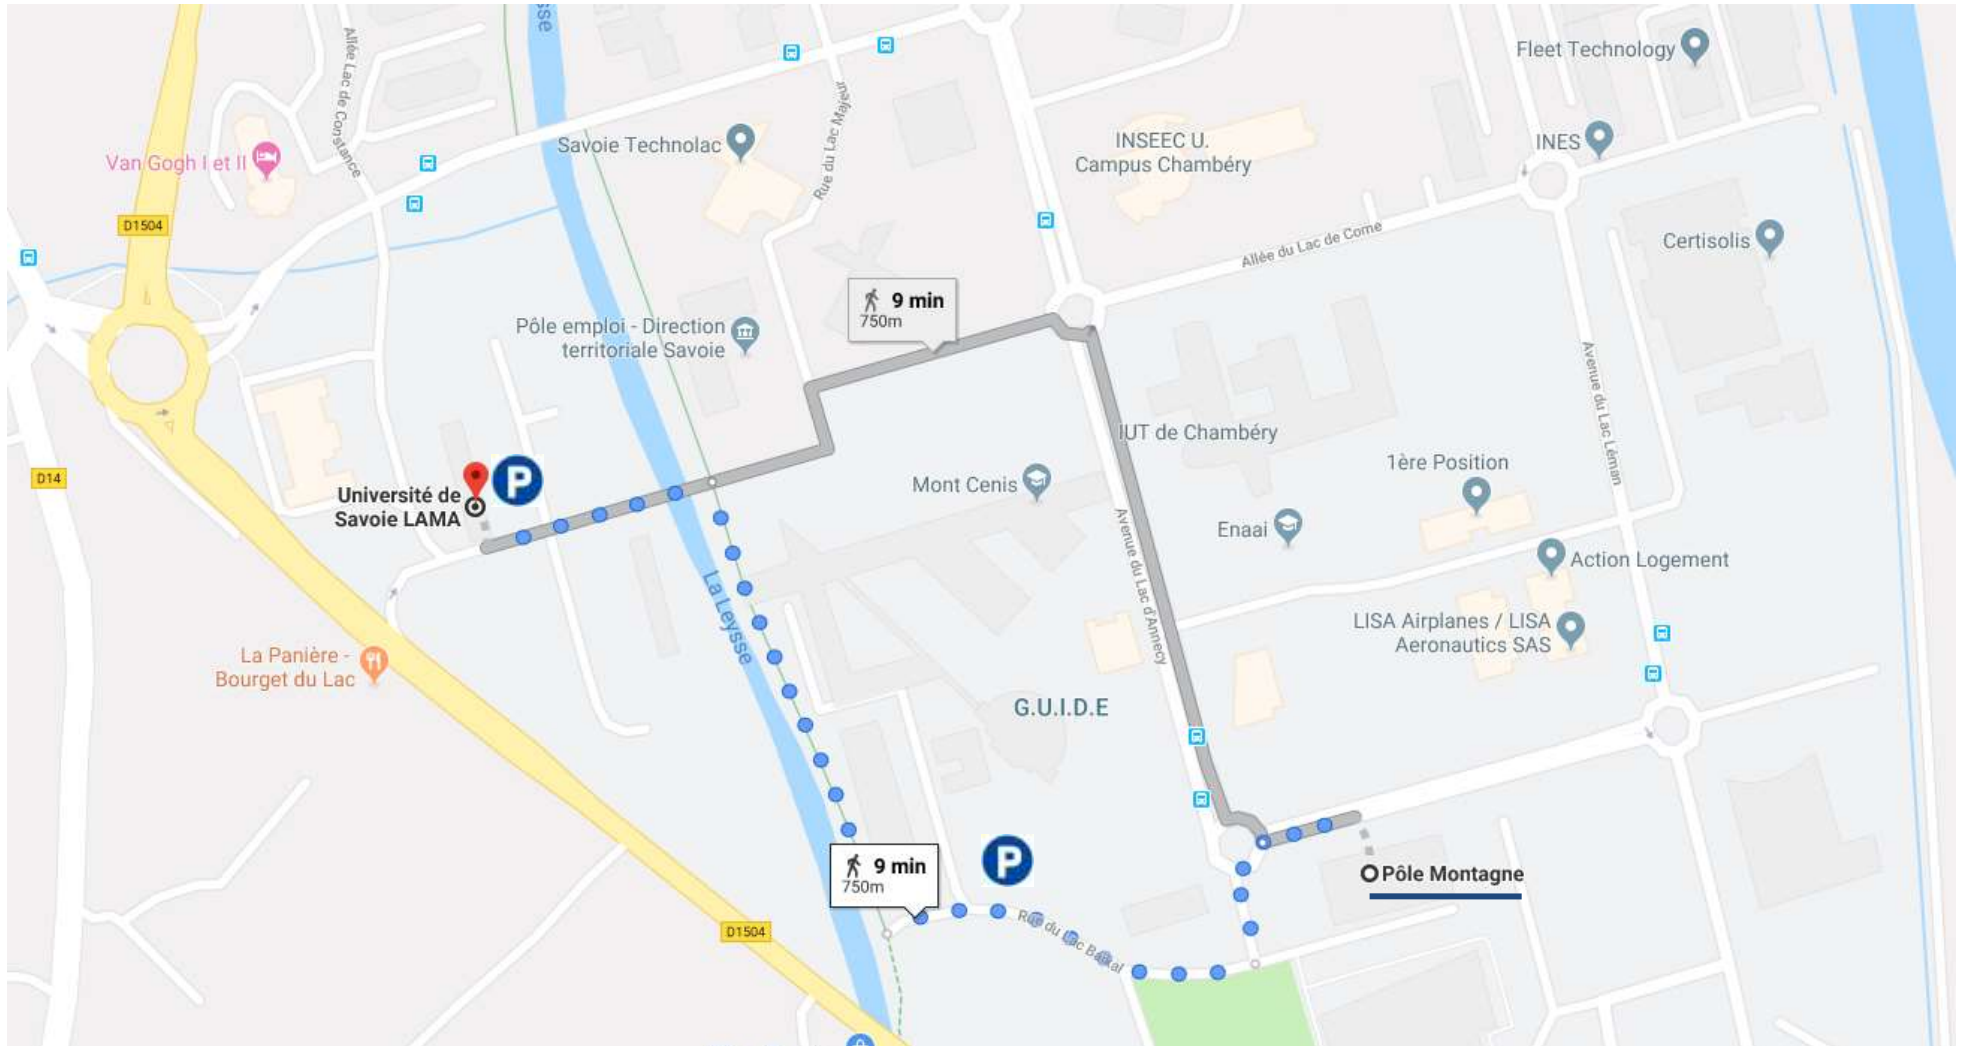 sse
Allée Lac de Constance
Fleet Technology
Rue du Lac Majeur
Savoie Technolac
INSEEC U.
Campus Chambéry
INES
Van Gogh I et II
D1504
Allée du Lac de Come
Certisolis
9 min
750m
Pôle emploi - Direction
territoriale Savoie
Avenue du Lac Léman
IUT de Chambéry
1ère Position
D14
P
Université de
Savoie LAMA
Mont Cenis
Avenue du Lac d'Annecy
Enaai
Action Logement
La Leysse
LISA Airplanes / LISA
Aeronautics SAS
La Panière -
Bourget du Lac
G.U.I.D.E
P
9 min
750m
Pôle Montagne
D1504
Rue du Lac Baïkal